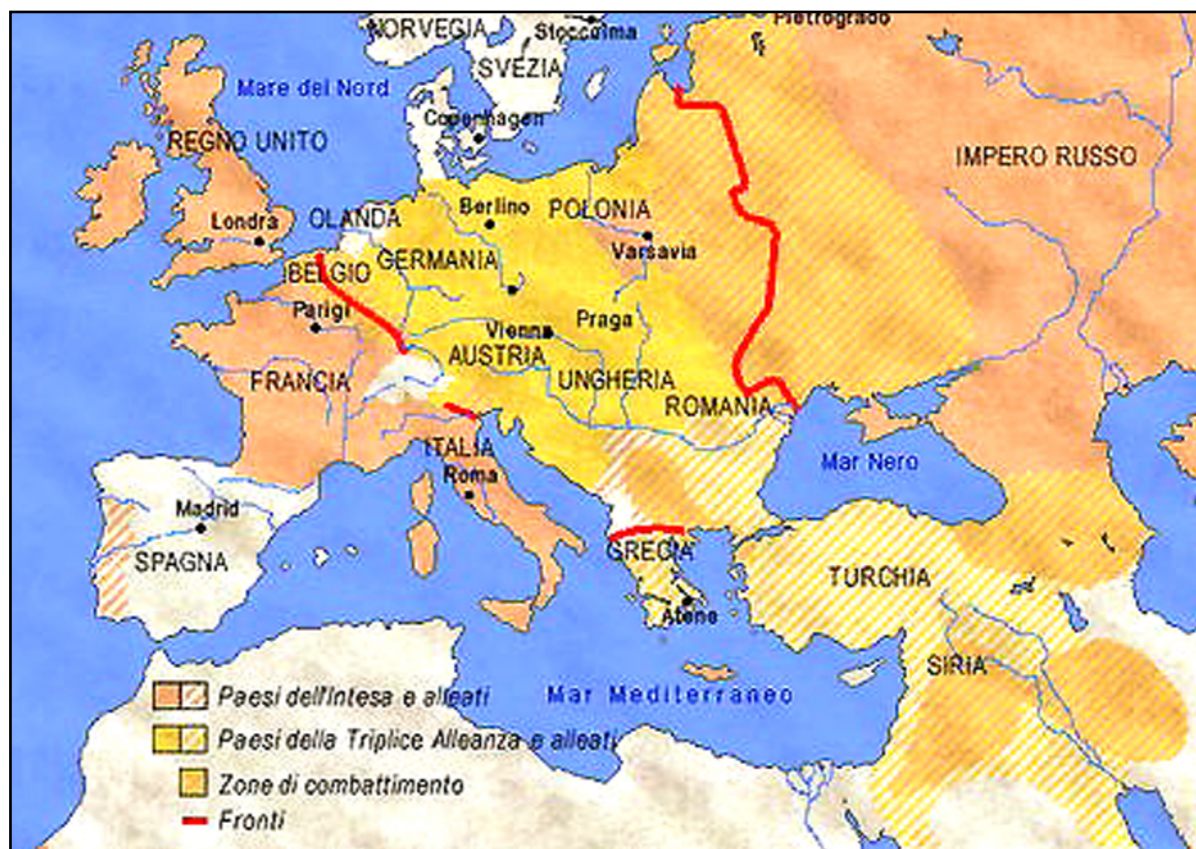 NORVEGIA
Stoccolma
Pietrogrado
SVEZIA
Mare del Nord
Copenhagen
REGNO UNITO
IMPERO RUSSO
Londra
OLANDA
Berlino
POLONIA
Varsavia
BELGIO
GERMANIA
Parigi
Vienna
Praga
AUSTRIA
FRANCIA
UNGHERIA
ROMANIA
ITALIA
Mar Nero
Roma
Madrid
SPAGNA
GRECIA
TURCHIA
Atene
SIRIA
Mar Mediterraneo
Paesi dell'Intesa e alleati
Paesi della Triplice Alleanza e alleati
Zone di combattimento
Fronti